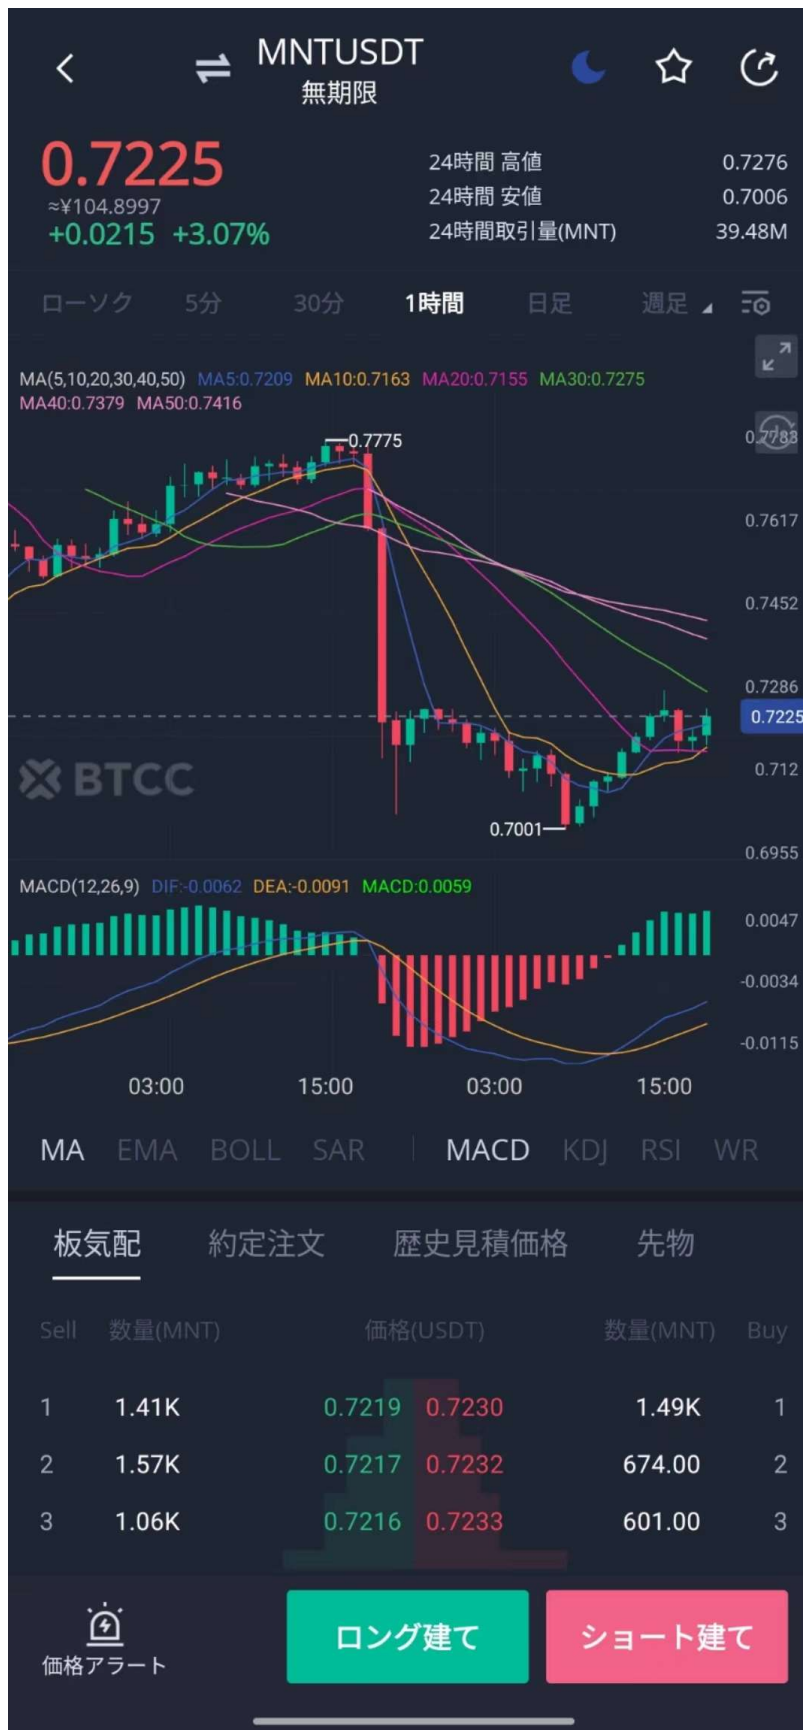 MNTUSDT
無期限
0.7225
≈¥104.8997
+0.0215 +3.07%
24時間 高値 0.7276
24時間 安値 0.7006
24時間取引量(MNT) 39.48M
ローソク 5分 30分 1時間 日足 週足
MA(5,10,20,30,40,50) MA5:0.7209 MA10:0.7163 MA20:0.7155 MA30:0.7275
MA40:0.7379 MA50:0.7416
0.7775
0.7783
0.7617
0.7452
0.7286
0.7225
0.712
BTCC
0.7001
0.6955
MACD(12,26,9) DIF:-0.0062 DEA:-0.0091 MACD:0.0059
0.0047
-0.0034
-0.0115
03:00 15:00 03:00 15:00
MA EMA BOLL SAR MACD KDJ RSI WR
板気配 約定注文 歴史見積価格 先物
Sell 数量(MNT) 価格(USDT) 数量(MNT) Buy
1 1.41K 0.7219 0.7230 1.49K 1
2 1.57K 0.7217 0.7232 674.00 2
3 1.06K 0.7216 0.7233 601.00 3
価格アラート
ロング建て
ショート建て